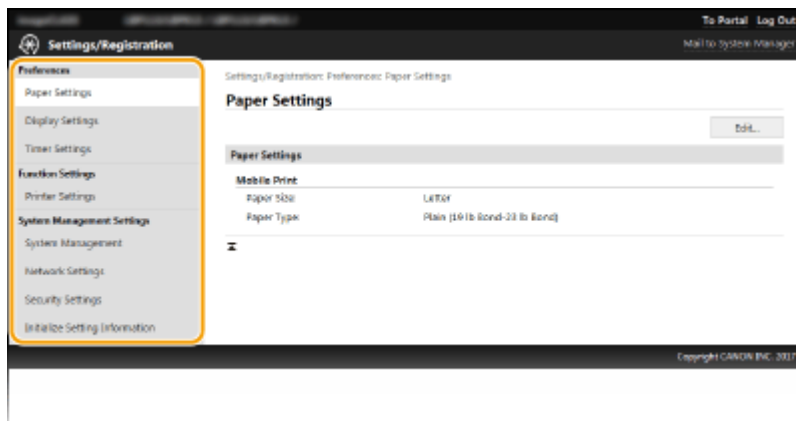 To Portal Log Out
Settings/Registration
Mail to System Manager
Preferences
Paper Settings
Display Settings
Timer Settings
Function Settings
Printer Settings
System Management Settings
System Management
Network Settings
Security Settings
Initialize Setting Information
Settings/Registration: Preferences: Paper Settings
Paper Settings
Edit...
Paper Settings
Mobile Print
Paper Size: Letter
Paper Type: Plain (19 lb Bond-23 lb Bond)
Copyright CANON INC. 2017